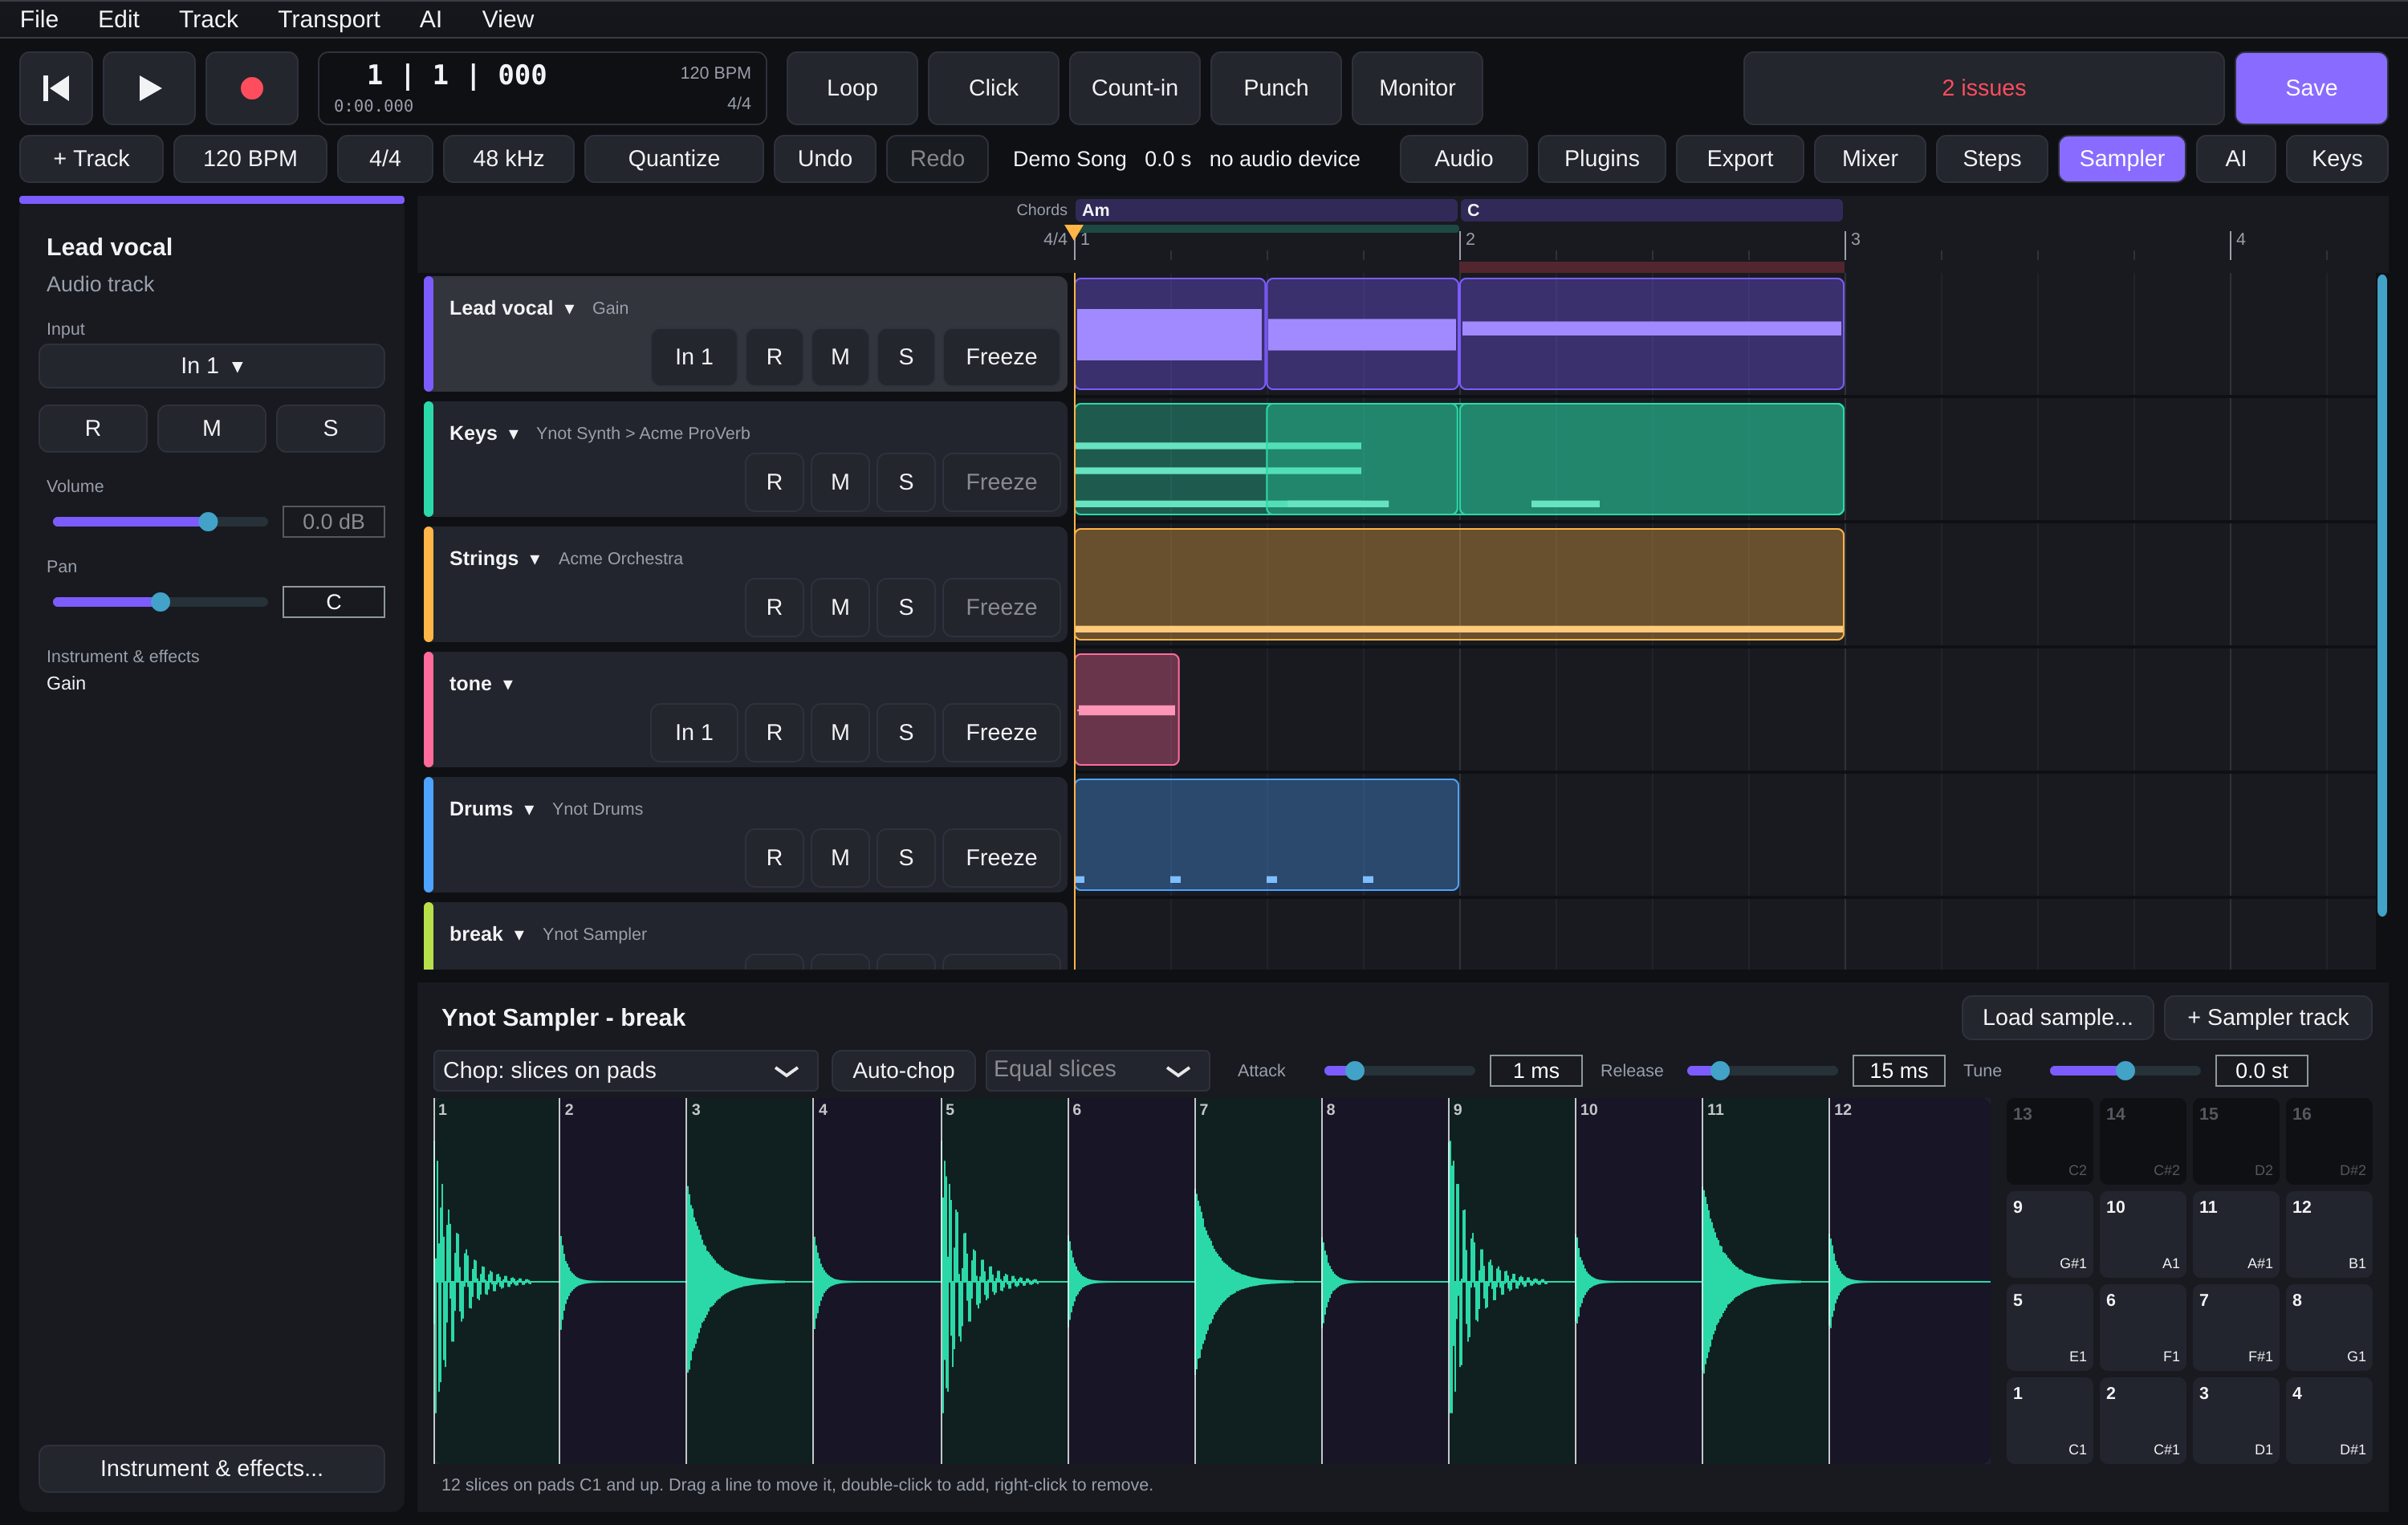 File Edit Track Transport AI View
1 | 1 | 000 120 BPM
0:00.000 4/4
Loop Click Count-in Punch Monitor 2 issues Save
+ Track 120 BPM 4/4 48 kHz Quantize Undo Redo Demo Song 0.0 s no audio device Audio Plugins Export Mixer Steps Sampler AI Keys
Lead vocal
Audio track
Input
In 1 ▼
R M S
Volume
0.0 dB
Pan
C
Instrument & effects
Gain
Instrument & effects...
Chords Am C
4/4 1 2 3 4
Lead vocal ▼ Gain
In 1 R M S Freeze
Keys ▼ Ynot Synth > Acme ProVerb
R M S Freeze
Strings ▼ Acme Orchestra
R M S Freeze
tone ▼
In 1 R M S Freeze
Drums ▼ Ynot Drums
R M S Freeze
break ▼ Ynot Sampler
Ynot Sampler - break Load sample... + Sampler track
Chop: slices on pads Auto-chop Equal slices Attack 1 ms Release 15 ms Tune 0.0 st
1 2 3 4 5 6 7 8 9 10 11 12
13 14 15 16
C2 C#2 D2 D#2
9 10 11 12
G#1 A1 A#1 B1
5 6 7 8
E1 F1 F#1 G1
1 2 3 4
C1 C#1 D1 D#1
12 slices on pads C1 and up. Drag a line to move it, double-click to add, right-click to remove.